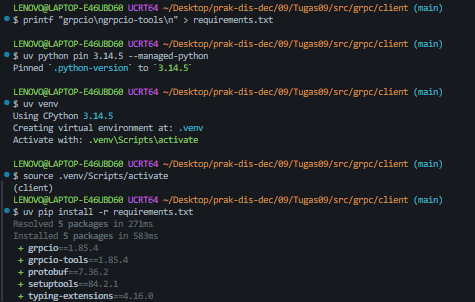 LENOVO@LAPTOP-E46UBD60 UCRT64 ~/Desktop/prak-dis-dec/09/Tugas09/src/grpc/client (main)
$ printf "grpcio\ngrpcio-tools\n" > requirements.txt
LENOVO@LAPTOP-E46UBD60 UCRT64 ~/Desktop/prak-dis-dec/09/Tugas09/src/grpc/client (main)
$ uv python pin 3.14.5 --managed-python
Pinned `.python-version` to `3.14.5`
LENOVO@LAPTOP-E46UBD60 UCRT64 ~/Desktop/prak-dis-dec/09/Tugas09/src/grpc/client (main)
$ uv venv
Using CPython 3.14.5
Creating virtual environment at: .venv
Activate with: .venv\Scripts\activate
LENOVO@LAPTOP-E46UBD60 UCRT64 ~/Desktop/prak-dis-dec/09/Tugas09/src/grpc/client (main)
$ source .venv/Scripts/activate
(client)
LENOVO@LAPTOP-E46UBD60 UCRT64 ~/Desktop/prak-dis-dec/09/Tugas09/src/grpc/client (main)
$ uv pip install -r requirements.txt
Resolved 5 packages in 271ms
Installed 5 packages in 583ms
+ grpcio==1.85.4
+ grpcio-tools==1.85.4
+ protobuf==7.36.2
+ setuptools==84.2.1
+ typing-extensions==4.16.0